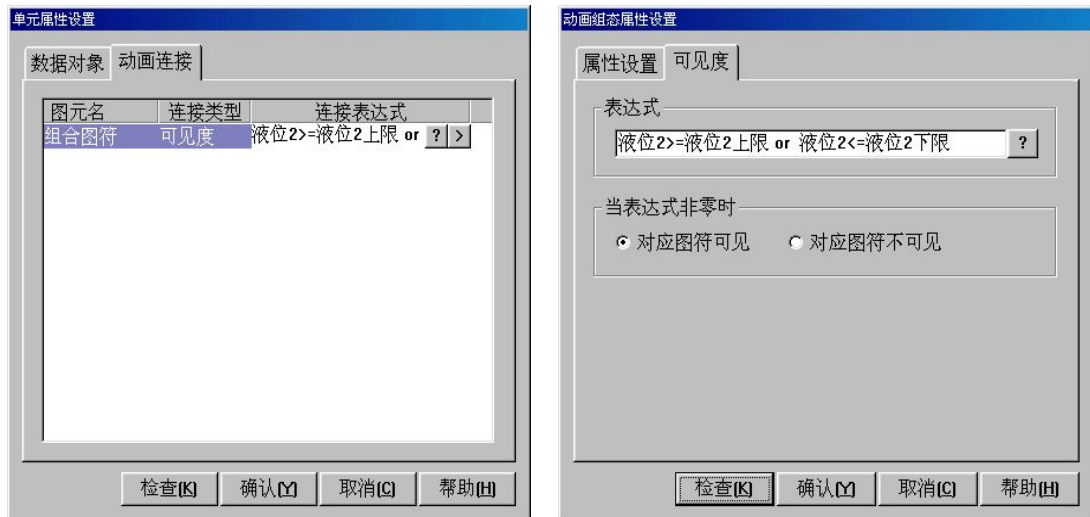 单元属性设置
数据对象 动画连接
图元名 连接类型 连接表达式
组合图符 可见度 液位2>=液位2上限 or ? >
检查(K) 确认(Y) 取消(C) 帮助(H)
动画组态属性设置
属性设置 可见度
表达式
液位2>=液位2上限 or 液位2<=液位2下限 ?
当表达式非零时
对应图符可见 对应图符不可见
检查(K) 确认(Y) 取消(C) 帮助(H)